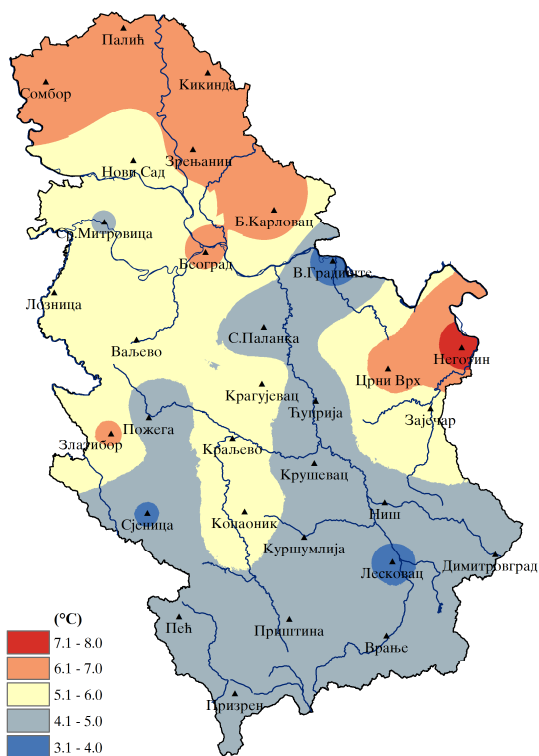 Палић
Кикинда
Сомбор
Зрењанин
Нови Сад
Б.Карловац
Ср.Митровица
Београд
В.Градиште
Лозница
С.Паланка
Ваљево
Неготин
Црни Врх
Крагујевац
Ћуприја
Зајечар
Пожега
Златибор
Краљево
Крушевац
Ниш
Сјеница
Копаоник
Куршумлија
Димитровград
Лесковац
Пећ
Приштина
Врање
Призрен
(°C)
7.1 - 8.0
6.1 - 7.0
5.1 - 6.0
4.1 - 5.0
3.1 - 4.0